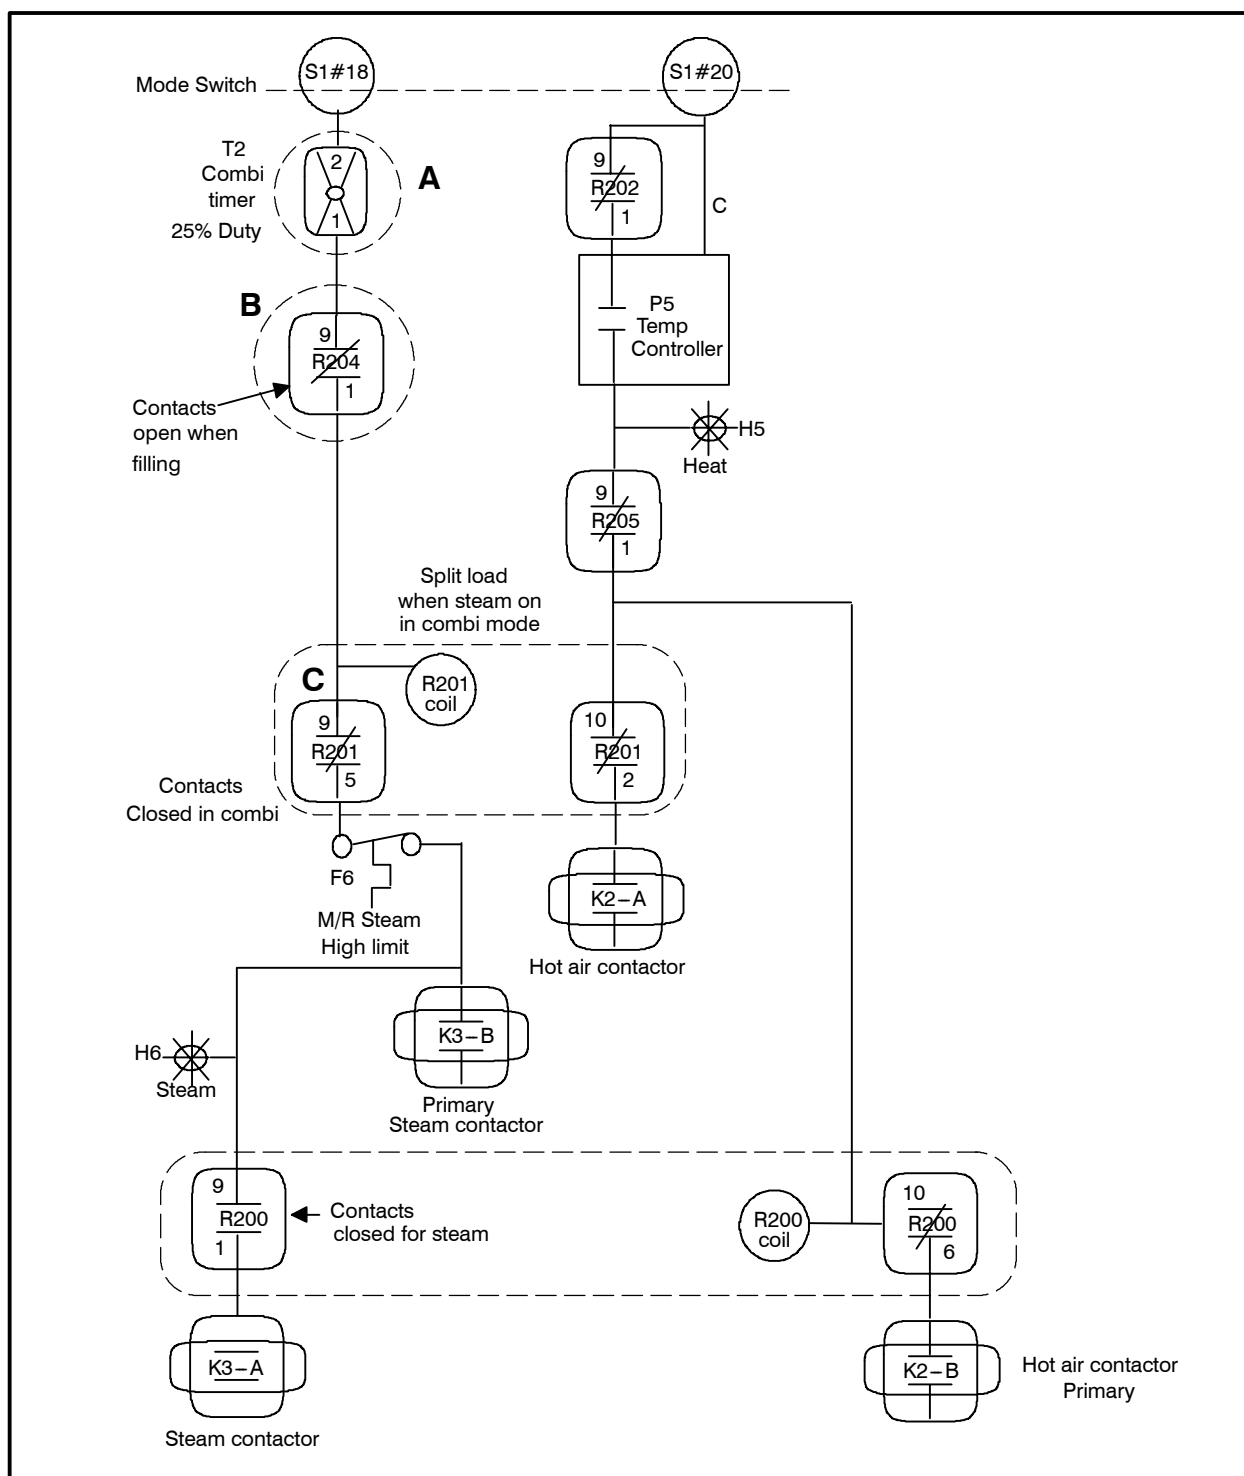 S1#18
S1#20
Mode Switch
T2
Combi
timer
25% Duty
2
1
A
9
R202
1
C
P5
Temp
Controller
B
9
R204
1
Contacts
open when
filling
H5
Heat
9
R205
1
Split load
when steam on
in combi mode
C
R201
coil
9
R201
5
10
R201
2
Contacts
Closed in combi
F6
M/R Steam
High limit
K2-A
Hot air contactor
K3-B
Primary
Steam contactor
H6
Steam
9
R200
1
Contacts
closed for steam
R200
coil
10
R200
6
K3-A
Steam contactor
K2-B
Hot air contactor
Primary